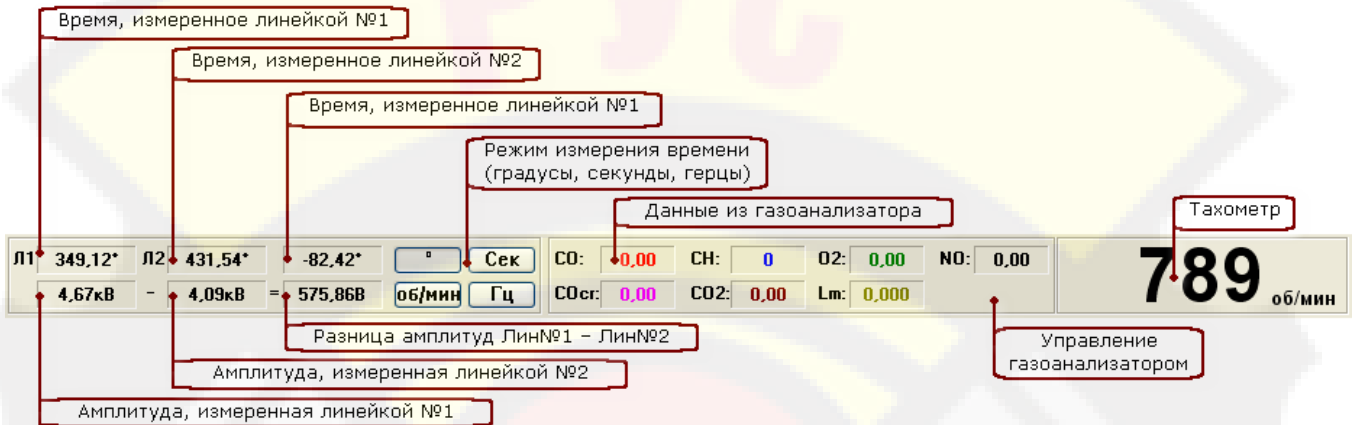 РУС
Время, измеренное линейкой №1
Время, измеренное линейкой №2
Время, измеренное линейкой №1
Режим измерения времени
(градусы, секунды, герцы)
Данные из газоанализатора
Тахометр
Л1 349,12° Л2 431,54° -82,42° ° Сек CO: 0,00 CH: 0 O2: 0,00 NO: 0,00 789 об/мин
4,67кВ - 4,09кВ = 575,86В об/мин Гц COcr: 0,00 CO2: 0,00 Lm: 0,000
Разница амплитуд Лин№1 – Лин№2
Управление
газоанализатором
Амплитуда, измеренная линейкой №2
Амплитуда, измеренная линейкой №1